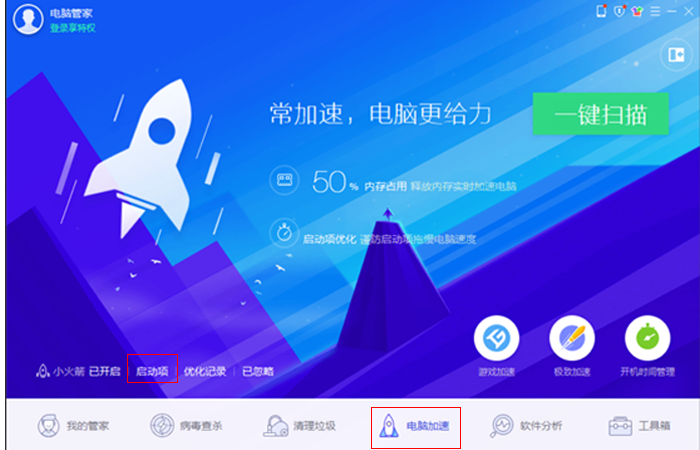 电脑管家
登录享特权
常加速，电脑更给力
一键扫描
50% 内存占用 释放内存实时加速电脑
启动项优化 谨防启动项拖慢电脑速度
游戏加速
极致加速
开机时间管理
小火箭 已开启 启动项 优化记录 已忽略
我的管家
病毒查杀
清理垃圾
电脑加速
软件分析
工具箱